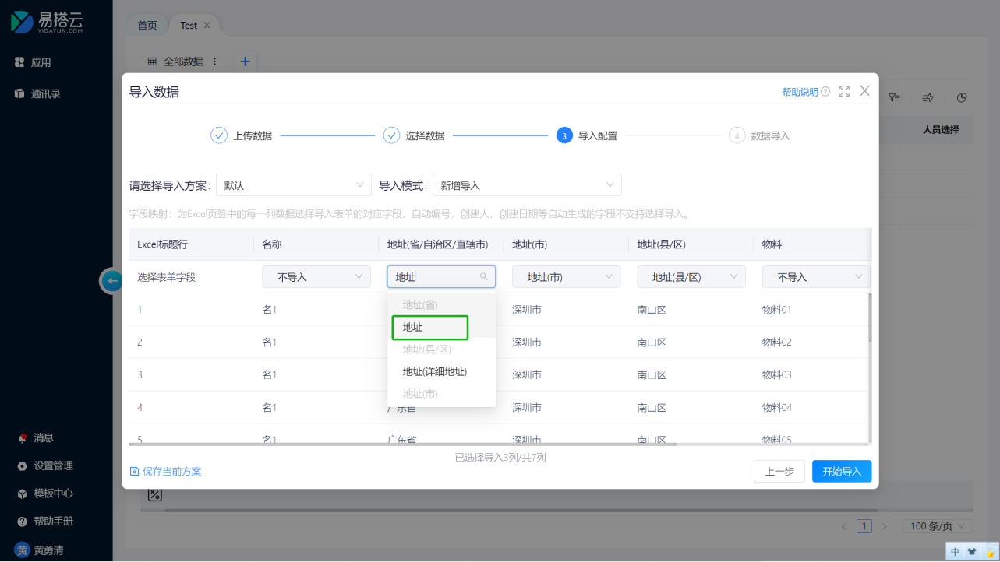 易搭云
YIDAYUN.COM
首页
Test
应用
全部数据
通讯录
导入数据
帮助说明
人员选择
上传数据
选择数据
3
导入配置
4
数据导入
请选择导入方案: 默认
导入模式: 新增导入
字段映射：为Excel页签中的每一列数据选择导入表单的对应字段，自动编号，创建人，创建日期等自动生成的字段不支持选择导入。
Excel标题行 名称 地址(省/自治区/直辖市) 地址(市) 地址(县/区) 物料
选择表单字段 不导入 地址 地址(市) 地址(县/区) 不导入
地址(省)
地址
地址(县/区)
地址(详细地址)
地址(市)
1 名1 深圳市 南山区 物料01
2 名1 深圳市 南山区 物料02
3 名1 深圳市 南山区 物料03
4 名1 广东省 深圳市 南山区 物料04
5 名1 广东省 深圳市 南山区 物料05
已选择导入3列/共7列
保存当前方案
上一步
开始导入
消息
设置管理
模板中心
帮助手册
黄 黄勇清
1
100 条/页
中